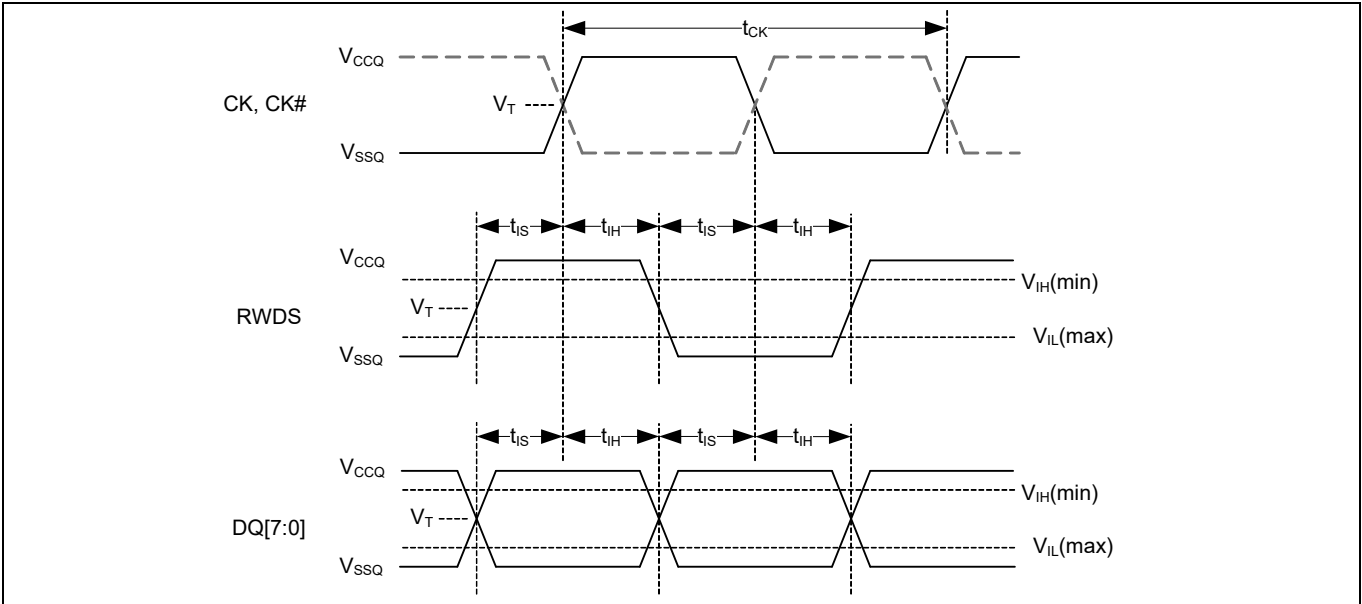 tCK
VCCQ
CK, CK#
VT
VSSQ
tIS tIH tIS tIH
VCCQ
VIH(min)
RWDS
VT
VIL(max)
VSSQ
tIS tIH tIS tIH
VCCQ
VIH(min)
DQ[7:0]
VT
VIL(max)
VSSQ